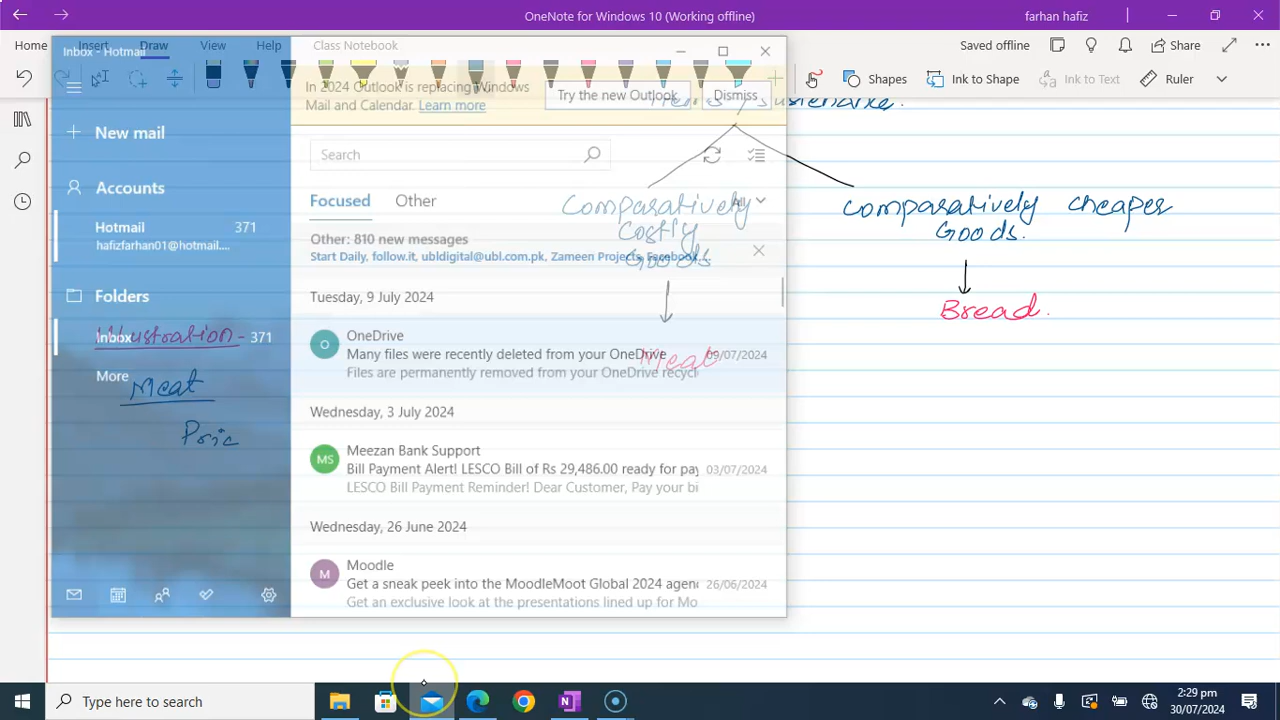 OneNote for Windows 10 (Working offline)
farhan hafiz
Home Insert Draw View Help Class Notebook
Saved offline
Share
Shapes
Ink to Shape
Ink to Text
Ruler
Inbox - Hotmail
In 2024 Outlook is replacing Windows
Mail and Calendar. Learn more
Try the new Outlook
Dismiss
New mail
Search
Accounts
Focused Other
All
Hotmail 371
hafizfarhan01@hotmail....
Other: 810 new messages
Start Daily, follow.it, ubldigital@ubl.com.pk, Zameen Projects, Facebook...
Folders
Inbox 371
More
Tuesday, 9 July 2024
O
OneDrive
Many files were recently deleted from your OneDrive 09/07/2024
Files are permanently removed from your OneDrive recycl
Wednesday, 3 July 2024
MS
Meezan Bank Support
Bill Payment Alert! LESCO Bill of Rs 29,486.00 ready for pay 03/07/2024
LESCO Bill Payment Reminder! Dear Customer, Pay your bi
Wednesday, 26 June 2024
M
Moodle
Get a sneak peek into the MoodleMoot Global 2024 agen 26/06/2024
Get an exclusive look at the presentations lined up for Mo
Comparatively
Costly
Goods
Meat
Comparatively cheaper
Goods.
Bread.
Illustration-
Meat
Pric
Type here to search
2:29 pm
30/07/2024